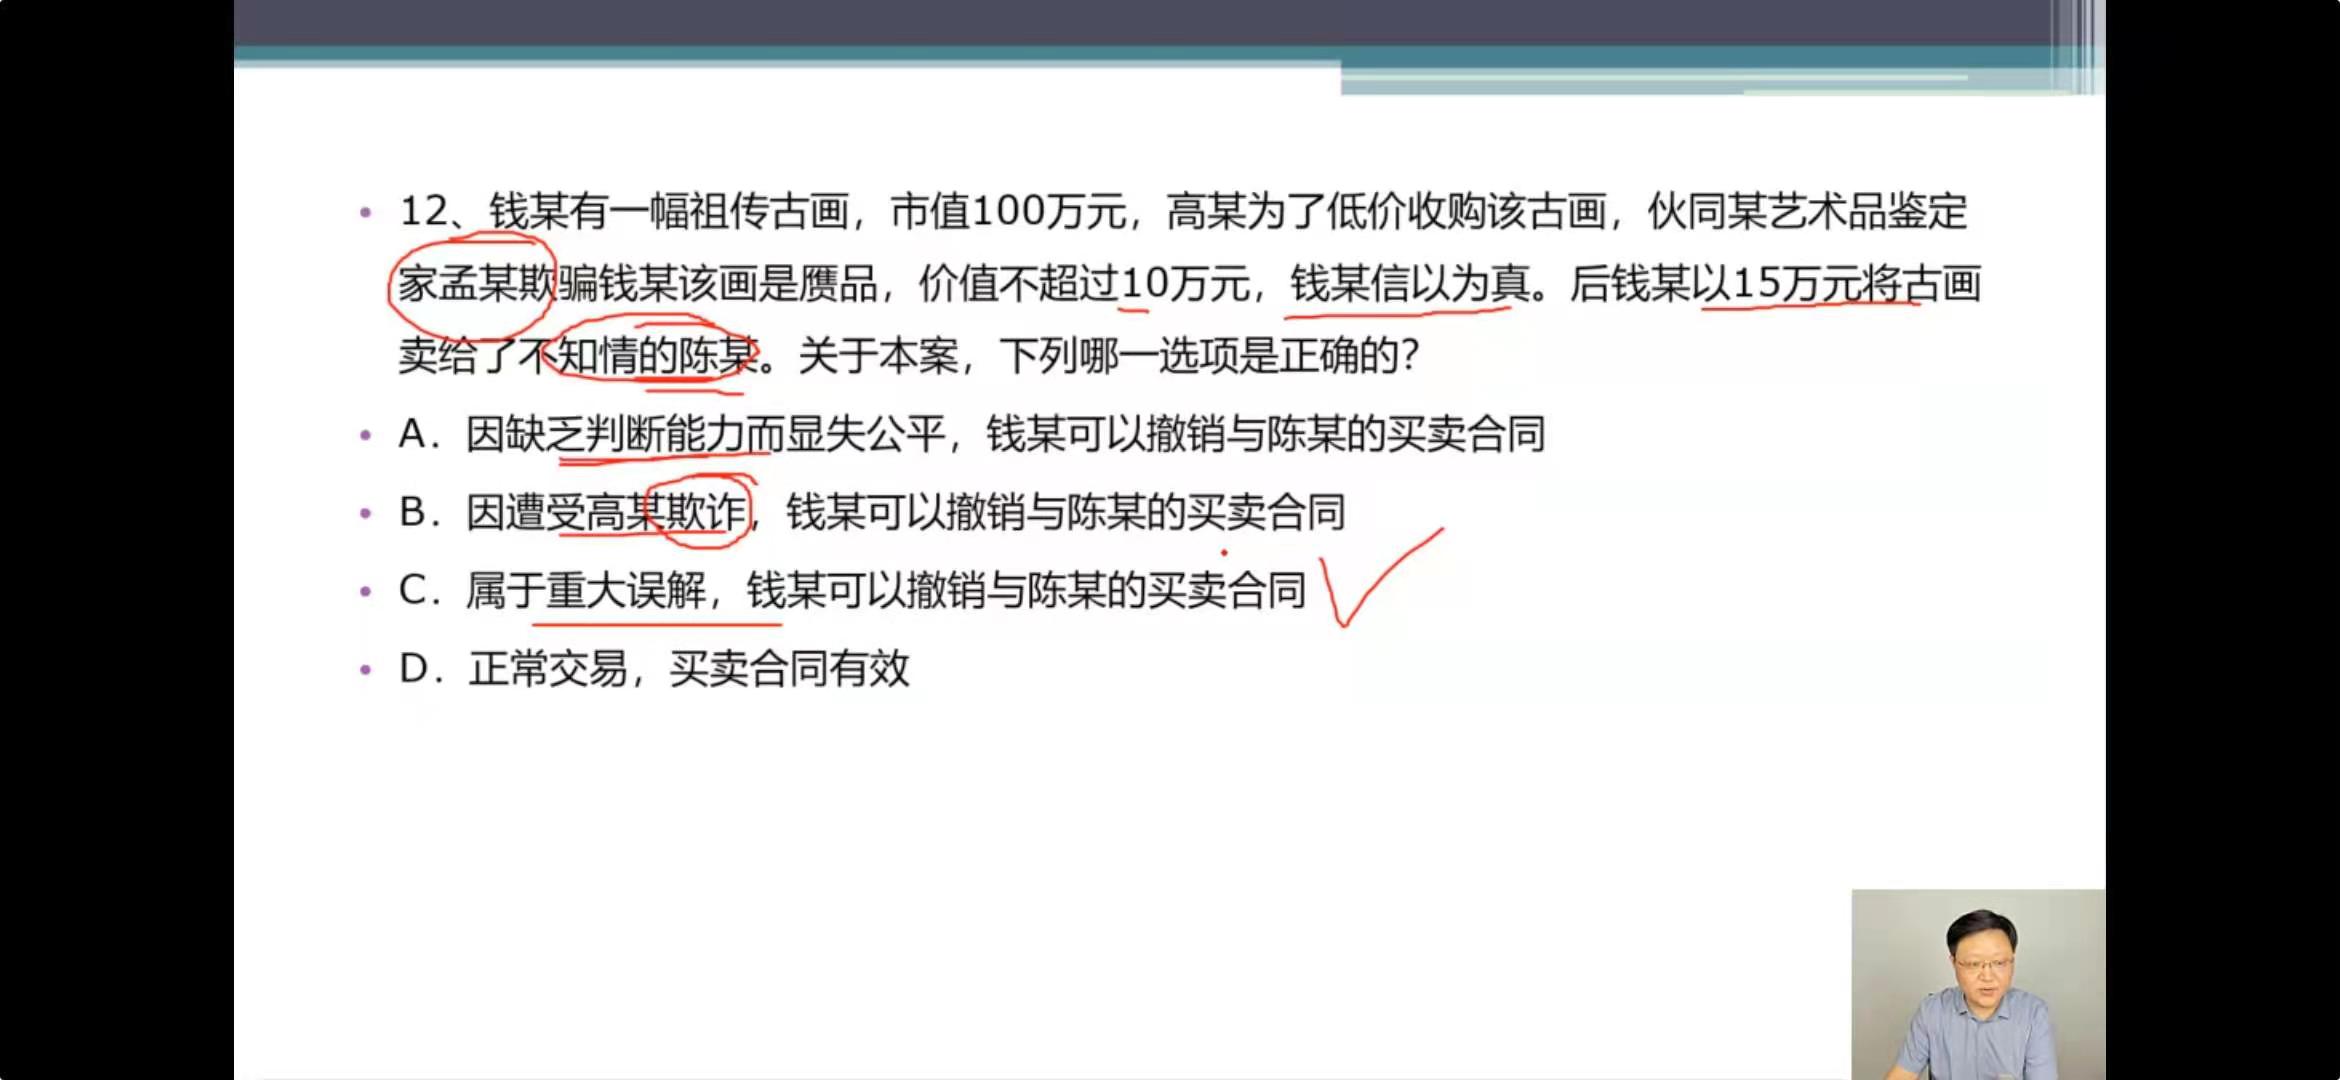 12、钱某有一幅祖传古画，市值100万元，高某为了低价收购该古画，伙同某艺术品鉴定
家孟某欺骗钱某该画是赝品，价值不超过10万元，钱某信以为真。后钱某以15万元将古画
卖给了不知情的陈某。关于本案，下列哪一选项是正确的？
A. 因缺乏判断能力而显失公平，钱某可以撤销与陈某的买卖合同
B. 因遭受高某欺诈，钱某可以撤销与陈某的买卖合同
C. 属于重大误解，钱某可以撤销与陈某的买卖合同
D. 正常交易，买卖合同有效